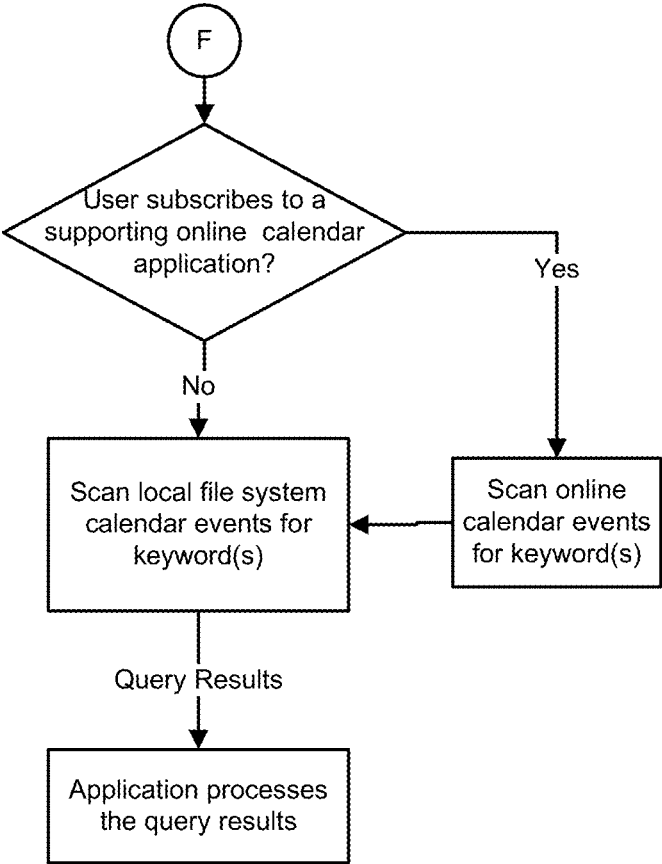 F
User subscribes to a
supporting online calendar
application?
Yes
No
Scan local file system
calendar events for
keyword(s)
Scan online
calendar events
for keyword(s)
Query Results
Application processes
the query results